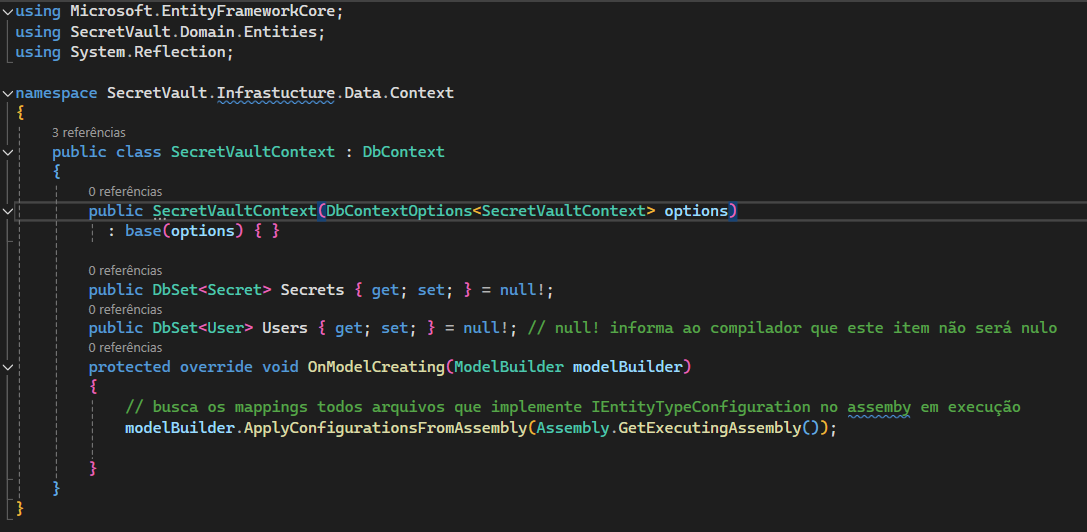 using Microsoft.EntityFrameworkCore;
using SecretVault.Domain.Entities;
using System.Reflection;
namespace SecretVault.Infrastucture.Data.Context
{
3 referências
public class SecretVaultContext : DbContext
{
0 referências
public SecretVaultContext(DbContextOptions<SecretVaultContext> options)
: base(options) { }
0 referências
public DbSet<Secret> Secrets { get; set; } = null!;
0 referências
public DbSet<User> Users { get; set; } = null!; // null! informa ao compilador que este item não será nulo
0 referências
protected override void OnModelCreating(ModelBuilder modelBuilder)
{
// busca os mappings todos arquivos que implemente IEntityTypeConfiguration no assemby em execução
modelBuilder.ApplyConfigurationsFromAssembly(Assembly.GetExecutingAssembly());
}
}
}